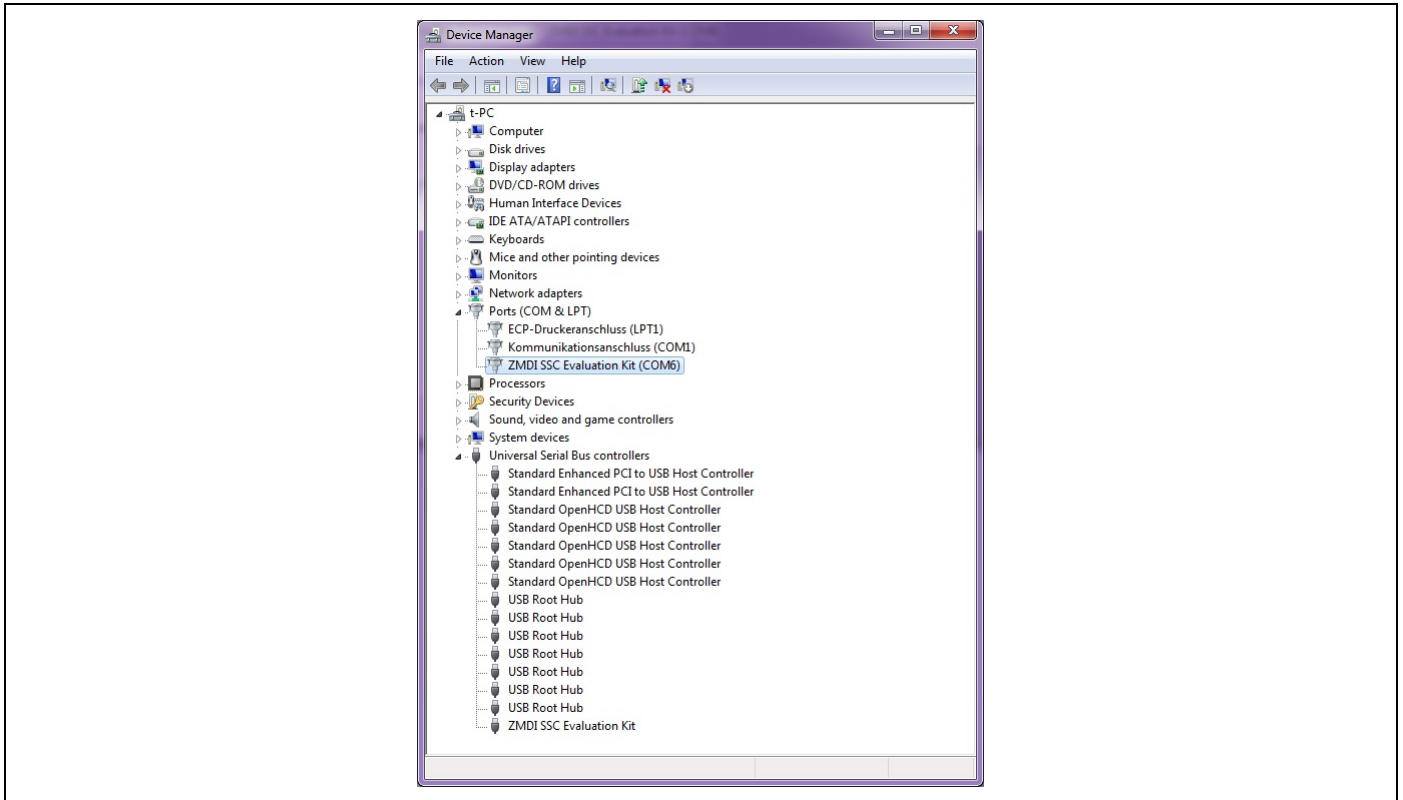 Device Manager
File Action View Help
t-PC
Computer
Disk drives
Display adapters
DVD/CD-ROM drives
Human Interface Devices
IDE ATA/ATAPI controllers
Keyboards
Mice and other pointing devices
Monitors
Network adapters
Ports (COM & LPT)
ECP-Druckeranschluss (LPT1)
Kommunikationsanschluss (COM1)
ZMDI SSC Evaluation Kit (COM6)
Processors
Security Devices
Sound, video and game controllers
System devices
Universal Serial Bus controllers
Standard Enhanced PCI to USB Host Controller
Standard Enhanced PCI to USB Host Controller
Standard OpenHCD USB Host Controller
Standard OpenHCD USB Host Controller
Standard OpenHCD USB Host Controller
Standard OpenHCD USB Host Controller
Standard OpenHCD USB Host Controller
USB Root Hub
USB Root Hub
USB Root Hub
USB Root Hub
USB Root Hub
USB Root Hub
USB Root Hub
ZMDI SSC Evaluation Kit